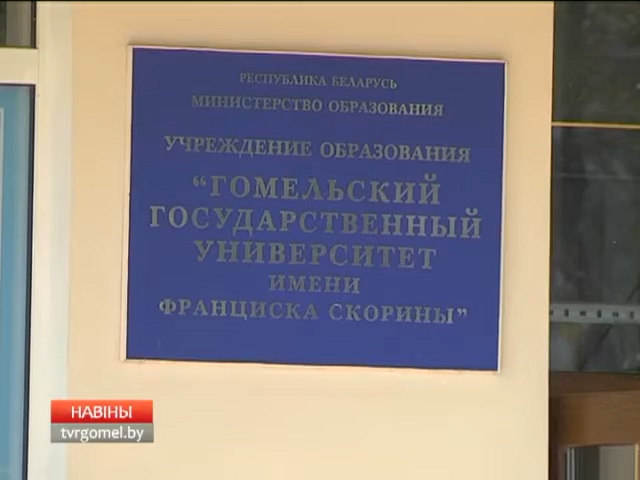 РЕСПУБЛИКА БЕЛАРУСЬ
МИНИСТЕРСТВО ОБРАЗОВАНИЯ
УЧРЕЖДЕНИЕ ОБРАЗОВАНИЯ
“ГОМЕЛЬСКИЙ
ГОСУДАРСТВЕННЫЙ
УНИВЕРСИТЕТ
ИМЕНИ
ФРАНЦИСКА СКОРИНЫ”
НАВІНЫ
tvrgomel.by